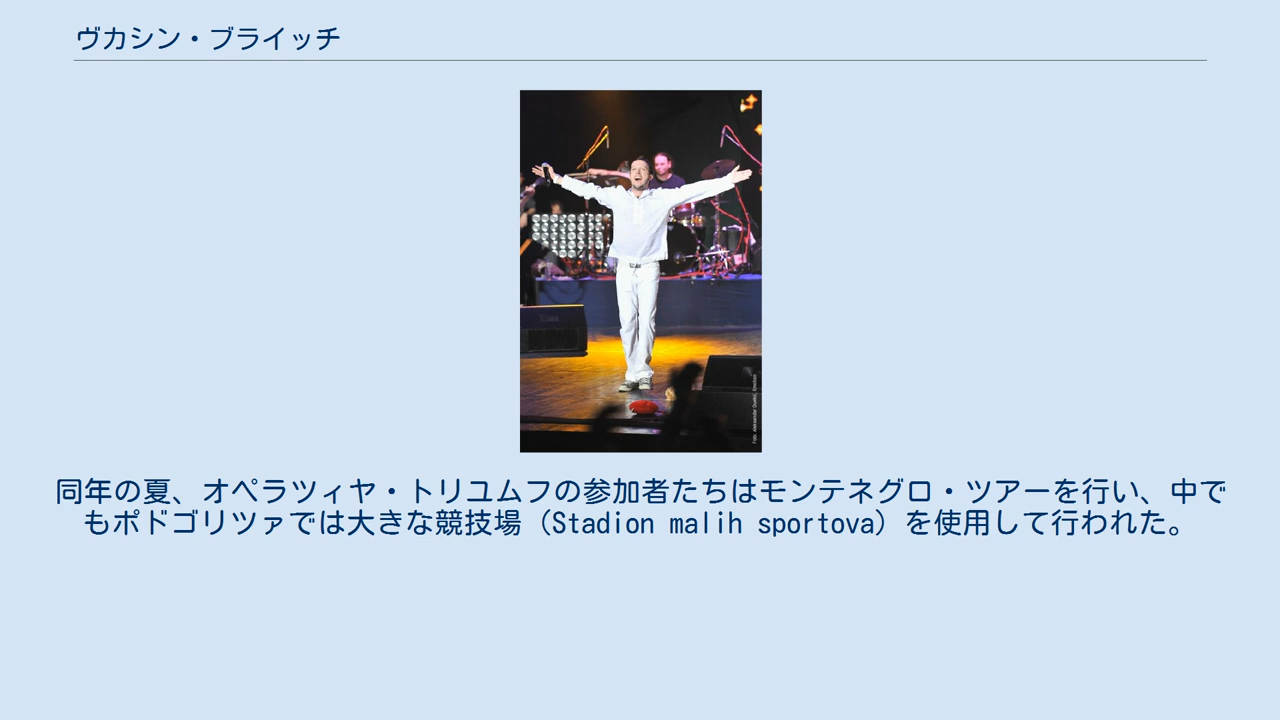 ヴカシン・ブライッチ
同年の夏、オペラツィヤ・トリユムフの参加者たちはモンテネグロ・ツアーを行い、中で
もポドゴリツァでは大きな競技場（Stadion malih sportova）を使用して行われた。